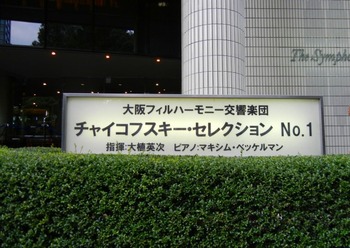 The Symph
大阪フィルハーモニー交響楽団
チャイコフスキー・セレクション No.1
指揮:大植英次 ピアノ:マキシム・ベッケルマン